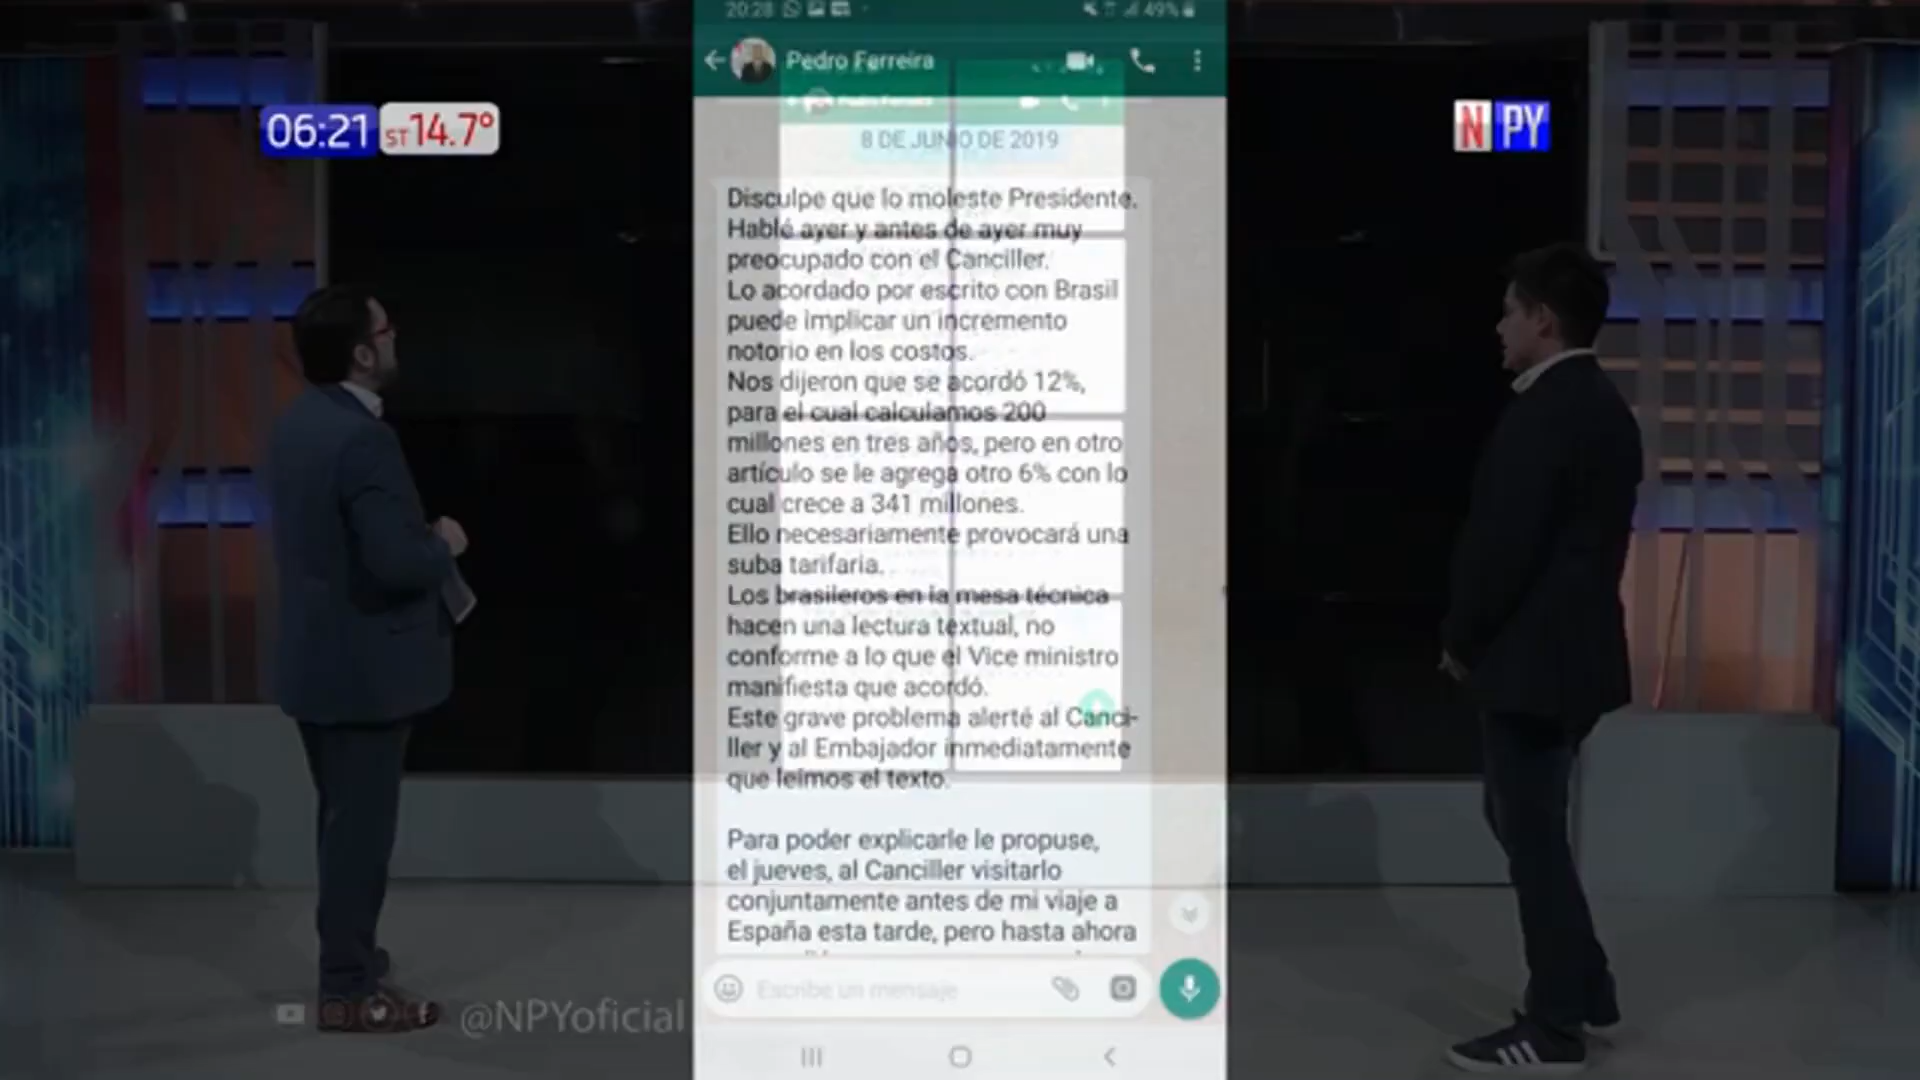 20:28
49%
Pedro Ferreira
06:21
ST 14.7°
N PY
Pedro Ferreira
8 DE JUNIO DE 2019
Disculpe que lo moleste Presidente.
Hablé ayer y antes de ayer muy
preocupado con el Canciller.
Lo acordado por escrito con Brasil
puede implicar un incremento
notorio en los costos.
Nos dijeron que se acordó 12%,
para el cual calculamos 200
millones en tres años, pero en otro
artículo se le agrega otro 6% con lo
cual crece a 341 millones.
Ello necesariamente provocará una
suba tarifaria.
Los brasileros en la mesa técnica
hacen una lectura textual, no
conforme a lo que el Vice ministro
manifiesta que acordó.
Este grave problema alerté al Canci-
ller y al Embajador inmediatamente
que leímos el texto.
Para poder explicarle le propuse,
el jueves, al Canciller visitarlo
conjuntamente antes de mi viaje a
España esta tarde, pero hasta ahora
Escribe un mensaje
@NPYoficial